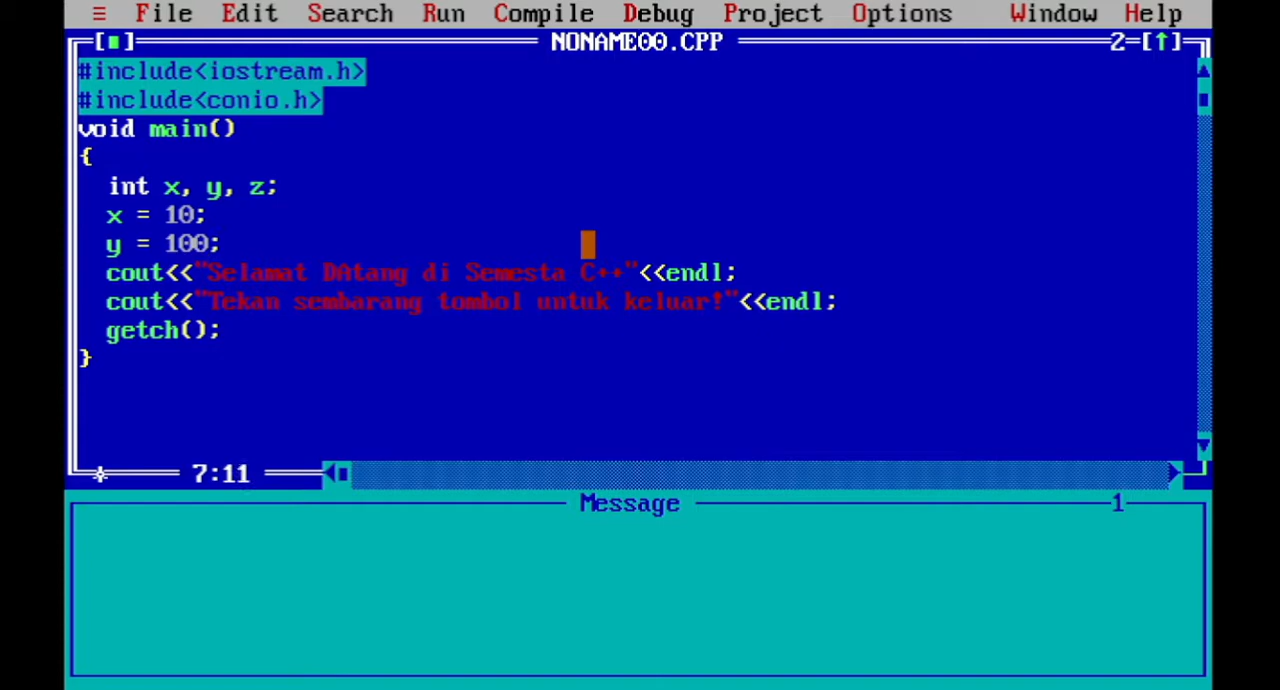 ≡ File Edit Search Run Compile Debug Project Options Window Help
[■] NONAME00.CPP 2=[↑]
#include<iostream.h>
#include<conio.h>
void main()
{
int x, y, z;
x = 10;
y = 100;
cout<<"Selamat DAtang di Semesta C++"<<endl;
cout<<"Tekan sembarang tombol untuk keluar!"<<endl;
getch();
}
7:11
Message 1